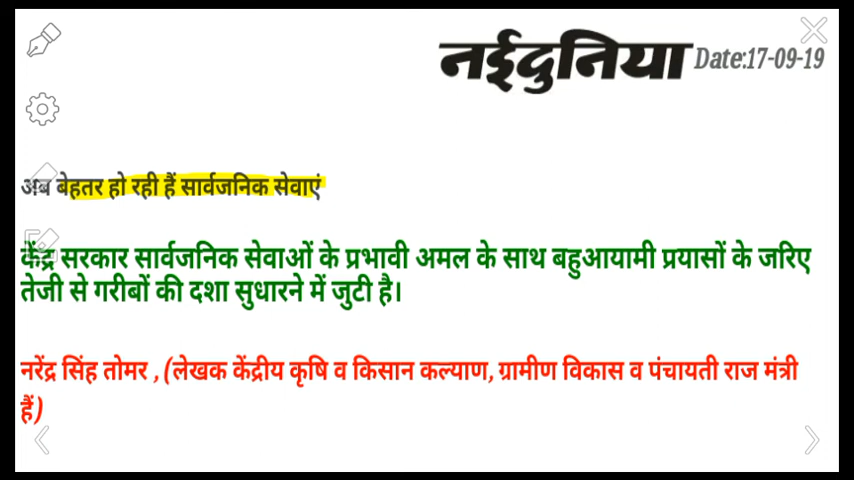 नईदुनिया Date:17-09-19
अब बेहतर हो रही हैं सार्वजनिक सेवाएं
केंद्र सरकार सार्वजनिक सेवाओं के प्रभावी अमल के साथ बहुआयामी प्रयासों के जरिए
तेजी से गरीबों की दशा सुधारने में जुटी है।
नरेंद्र सिंह तोमर , (लेखक केंद्रीय कृषि व किसान कल्याण, ग्रामीण विकास व पंचायती राज मंत्री
हैं)